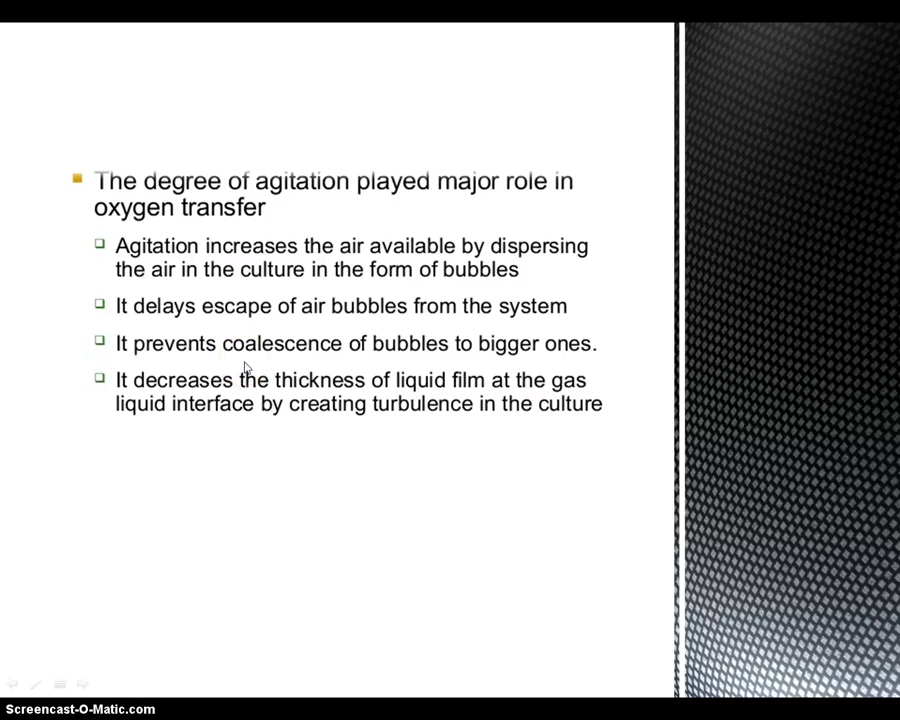 The degree of agitation played major role in
oxygen transfer
Agitation increases the air available by dispersing
the air in the culture in the form of bubbles
It delays escape of air bubbles from the system
It prevents coalescence of bubbles to bigger ones.
It decreases the thickness of liquid film at the gas
liquid interface by creating turbulence in the culture
Screencast-O-Matic.com